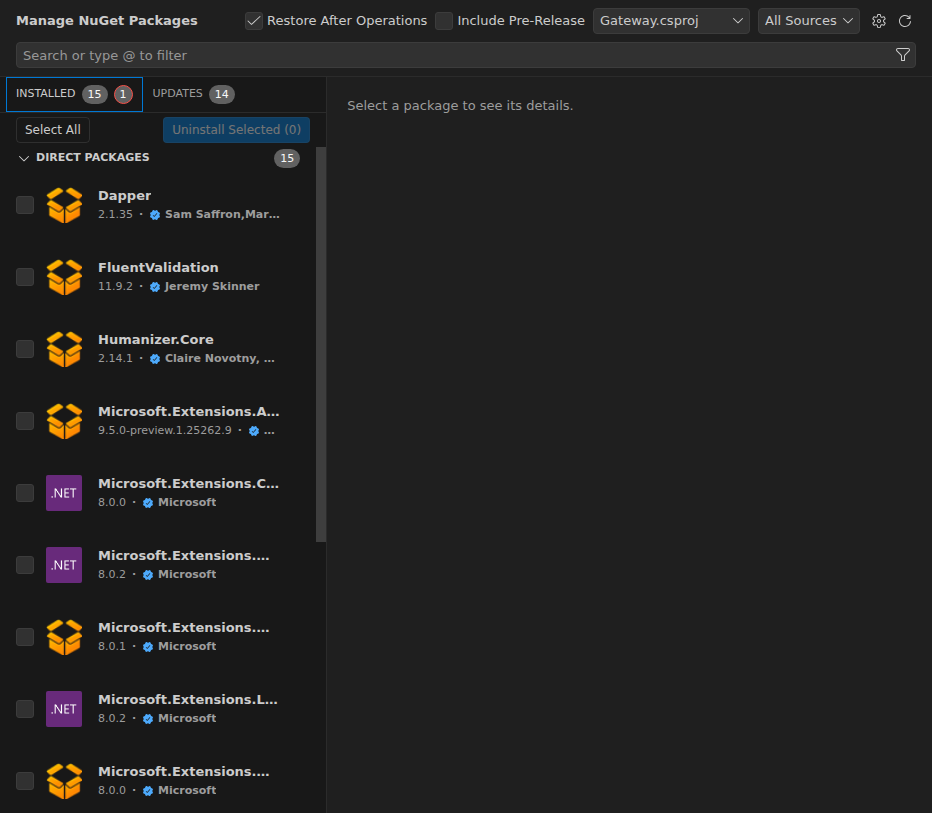 Manage NuGet Packages
Restore After Operations
Include Pre-Release
Gateway.csproj
All Sources
Search or type @ to filter
INSTALLED 15 1
UPDATES 14
Select All
Uninstall Selected (0)
DIRECT PACKAGES 15
Dapper
2.1.35 · Sam Saffron,Mar...
FluentValidation
11.9.2 · Jeremy Skinner
Humanizer.Core
2.14.1 · Claire Novotny, ...
Microsoft.Extensions.A...
9.5.0-preview.1.25262.9 · ...
.NET
Microsoft.Extensions.C...
8.0.0 · Microsoft
.NET
Microsoft.Extensions....
8.0.2 · Microsoft
Microsoft.Extensions....
8.0.1 · Microsoft
.NET
Microsoft.Extensions.L...
8.0.2 · Microsoft
Microsoft.Extensions....
8.0.0 · Microsoft
Select a package to see its details.